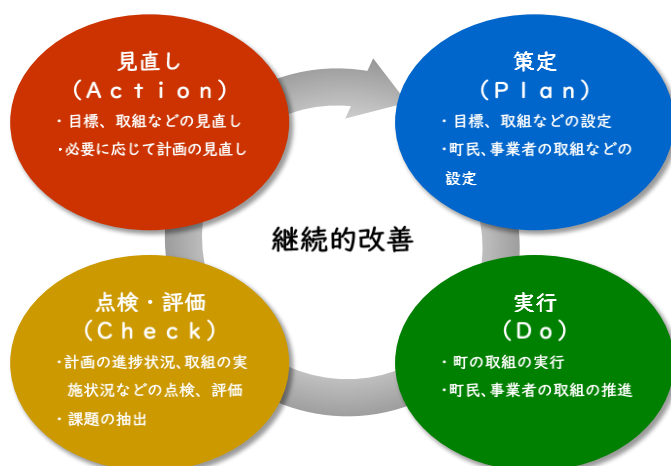 見直し
（Ａｃｔｉｏｎ）
・目標、取組などの見直し
・必要に応じて計画の見直し
策定
（Ｐｌａｎ）
・目標、取組などの設定
・町民、事業者の取組などの
設定
継続的改善
点検・評価
（Ｃｈｅｃｋ）
・計画の進捗状況、取組の実
施状況などの点検、評価
・課題の抽出
実行
（Ｄｏ）
・町の取組の実行
・町民、事業者の取組の推進